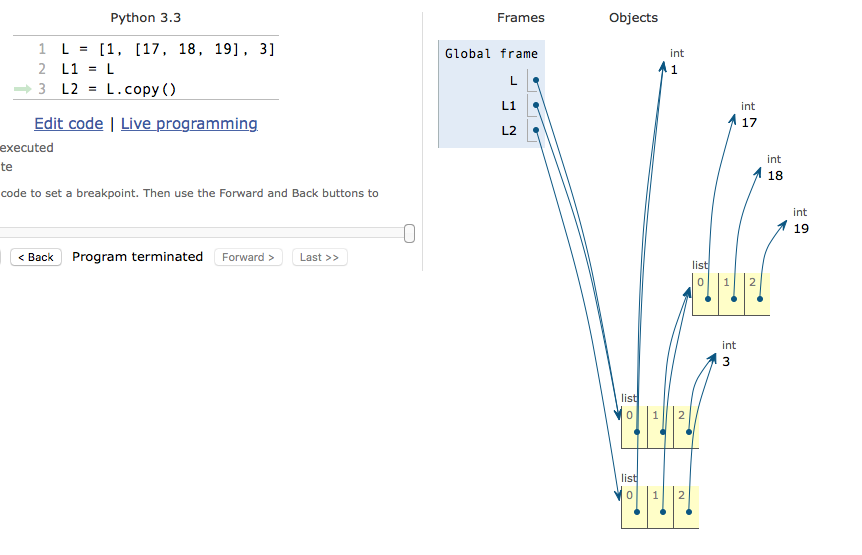 Python 3.3
1 L = [1, [17, 18, 19], 3]
2 L1 = L
3 L2 = L.copy()
Edit code | Live programming
executed
te
code to set a breakpoint. Then use the Forward and Back buttons to
< Back Program terminated Forward > Last >>
Frames Objects
Global frame
L
L1
L2
int
1
int
17
int
18
int
19
list
0 1 2
int
3
list
0 1 2
list
0 1 2